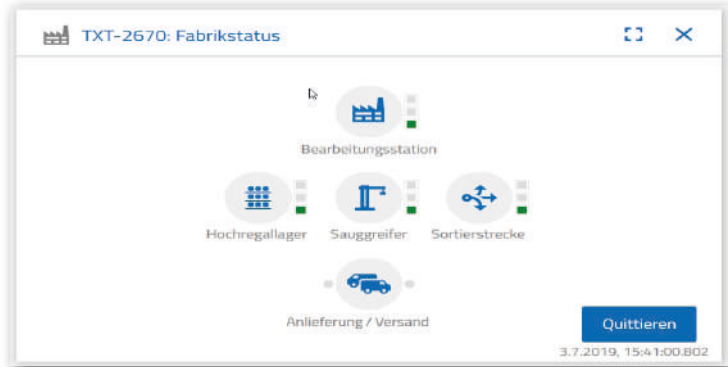 TXT-2670: Fabrikstatus
Bearbeitungsstation
Hochregallager Sauggreifer Sortierstrecke
Anlieferung / Versand
Quittieren
3.7.2019, 15:41:00.802